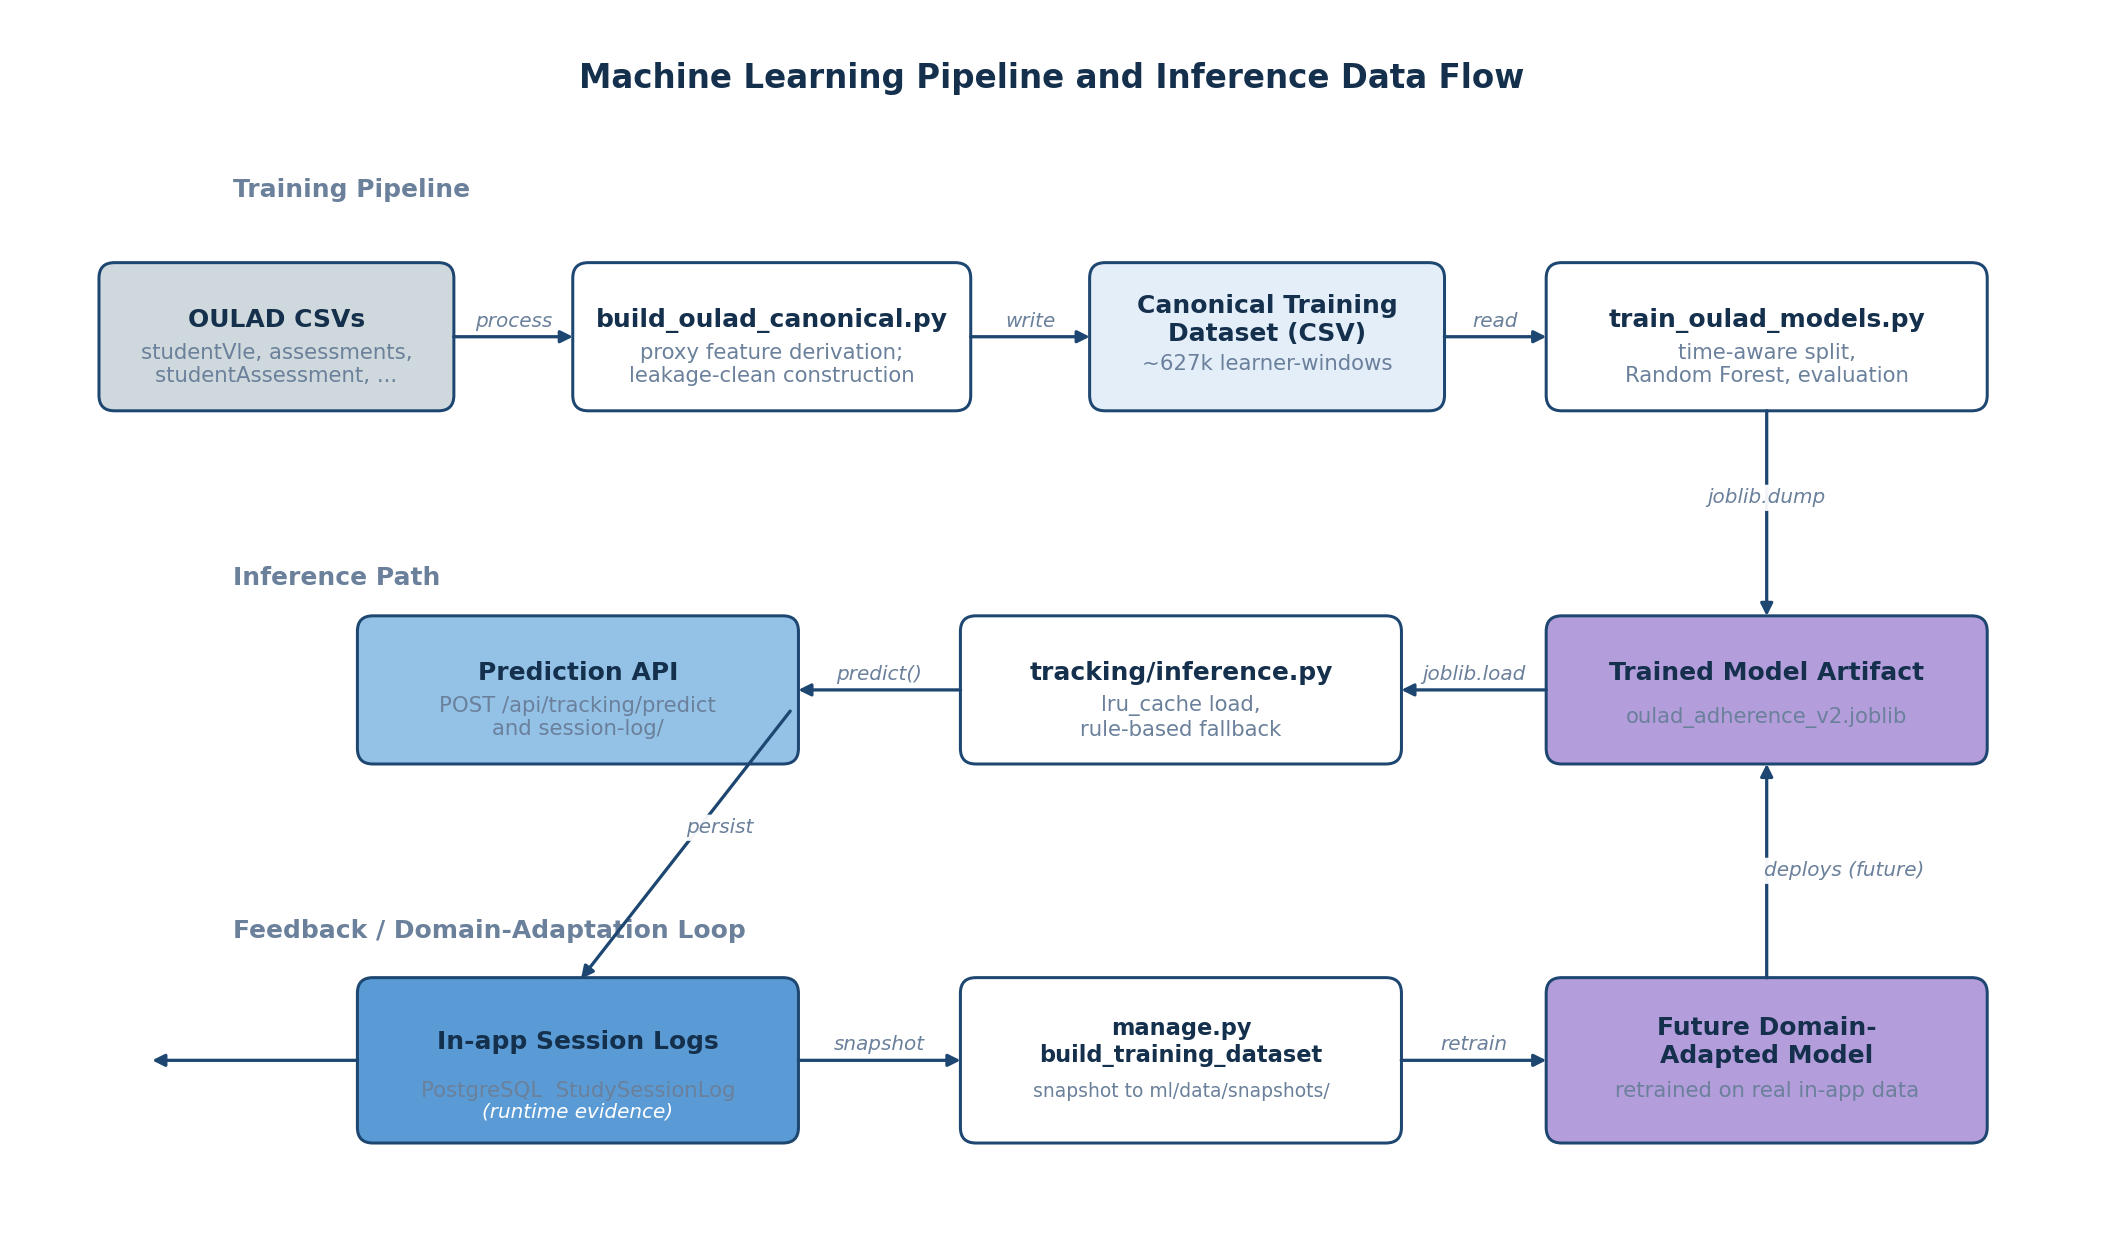 Machine Learning Pipeline and Inference Data Flow
Training Pipeline
OULAD CSVs
studentVle, assessments,
studentAssessment, ...
process
build_oulad_canonical.py
proxy feature derivation;
leakage-clean construction
write
Canonical Training
Dataset (CSV)
~627k learner-windows
read
train_oulad_models.py
time-aware split,
Random Forest, evaluation
joblib.dump
Inference Path
Prediction API
POST /api/tracking/predict
and session-log/
predict()
tracking/inference.py
lru_cache load,
rule-based fallback
joblib.load
Trained Model Artifact
oulad_adherence_v2.joblib
persist
deploys (future)
Feedback / Domain-Adaptation Loop
In-app Session Logs
PostgreSQL StudySessionLog
(runtime evidence)
snapshot
manage.py
build_training_dataset
snapshot to ml/data/snapshots/
retrain
Future Domain-
Adapted Model
retrained on real in-app data